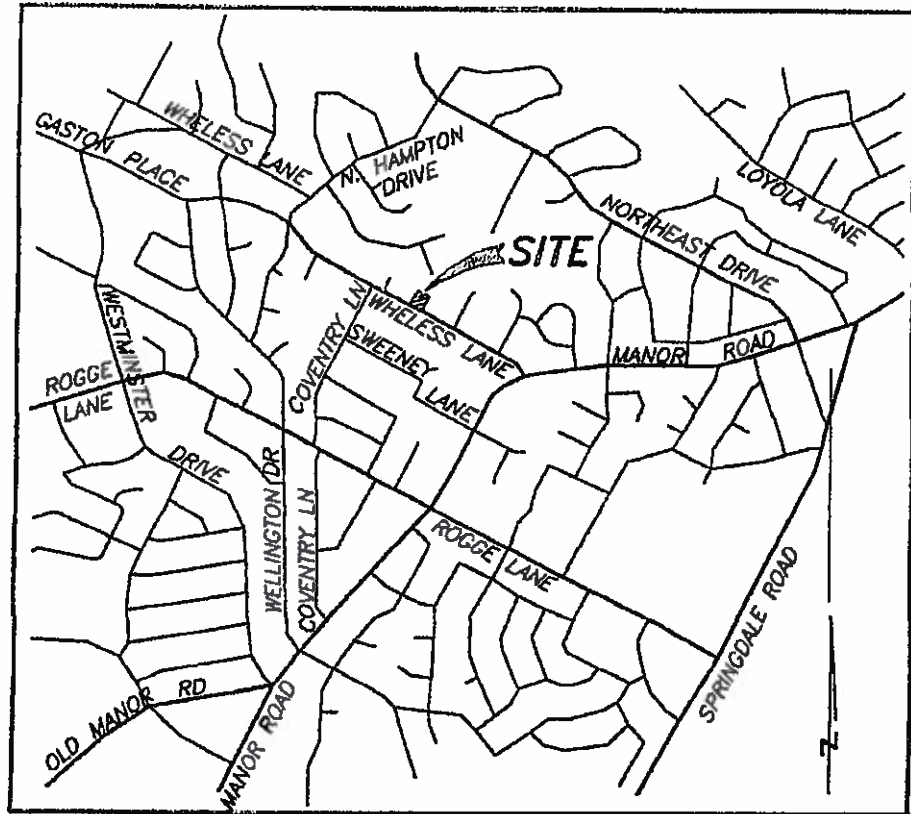 WHELESS LANE
GASTON PLACE
N. HAMPTON
DRIVE
LOYOLA LANE
NORTHEAST DRIVE
SITE
WHELESS LANE
COVENTRY LN
SWEENEY
LANE
MANOR ROAD
WESTMINSTER
DRIVE
ROGGE
LANE
WELLINGTON DR
COVENTRY LN
ROGGE LANE
SPRINGDALE ROAD
OLD MANOR RD
MANOR ROAD
N